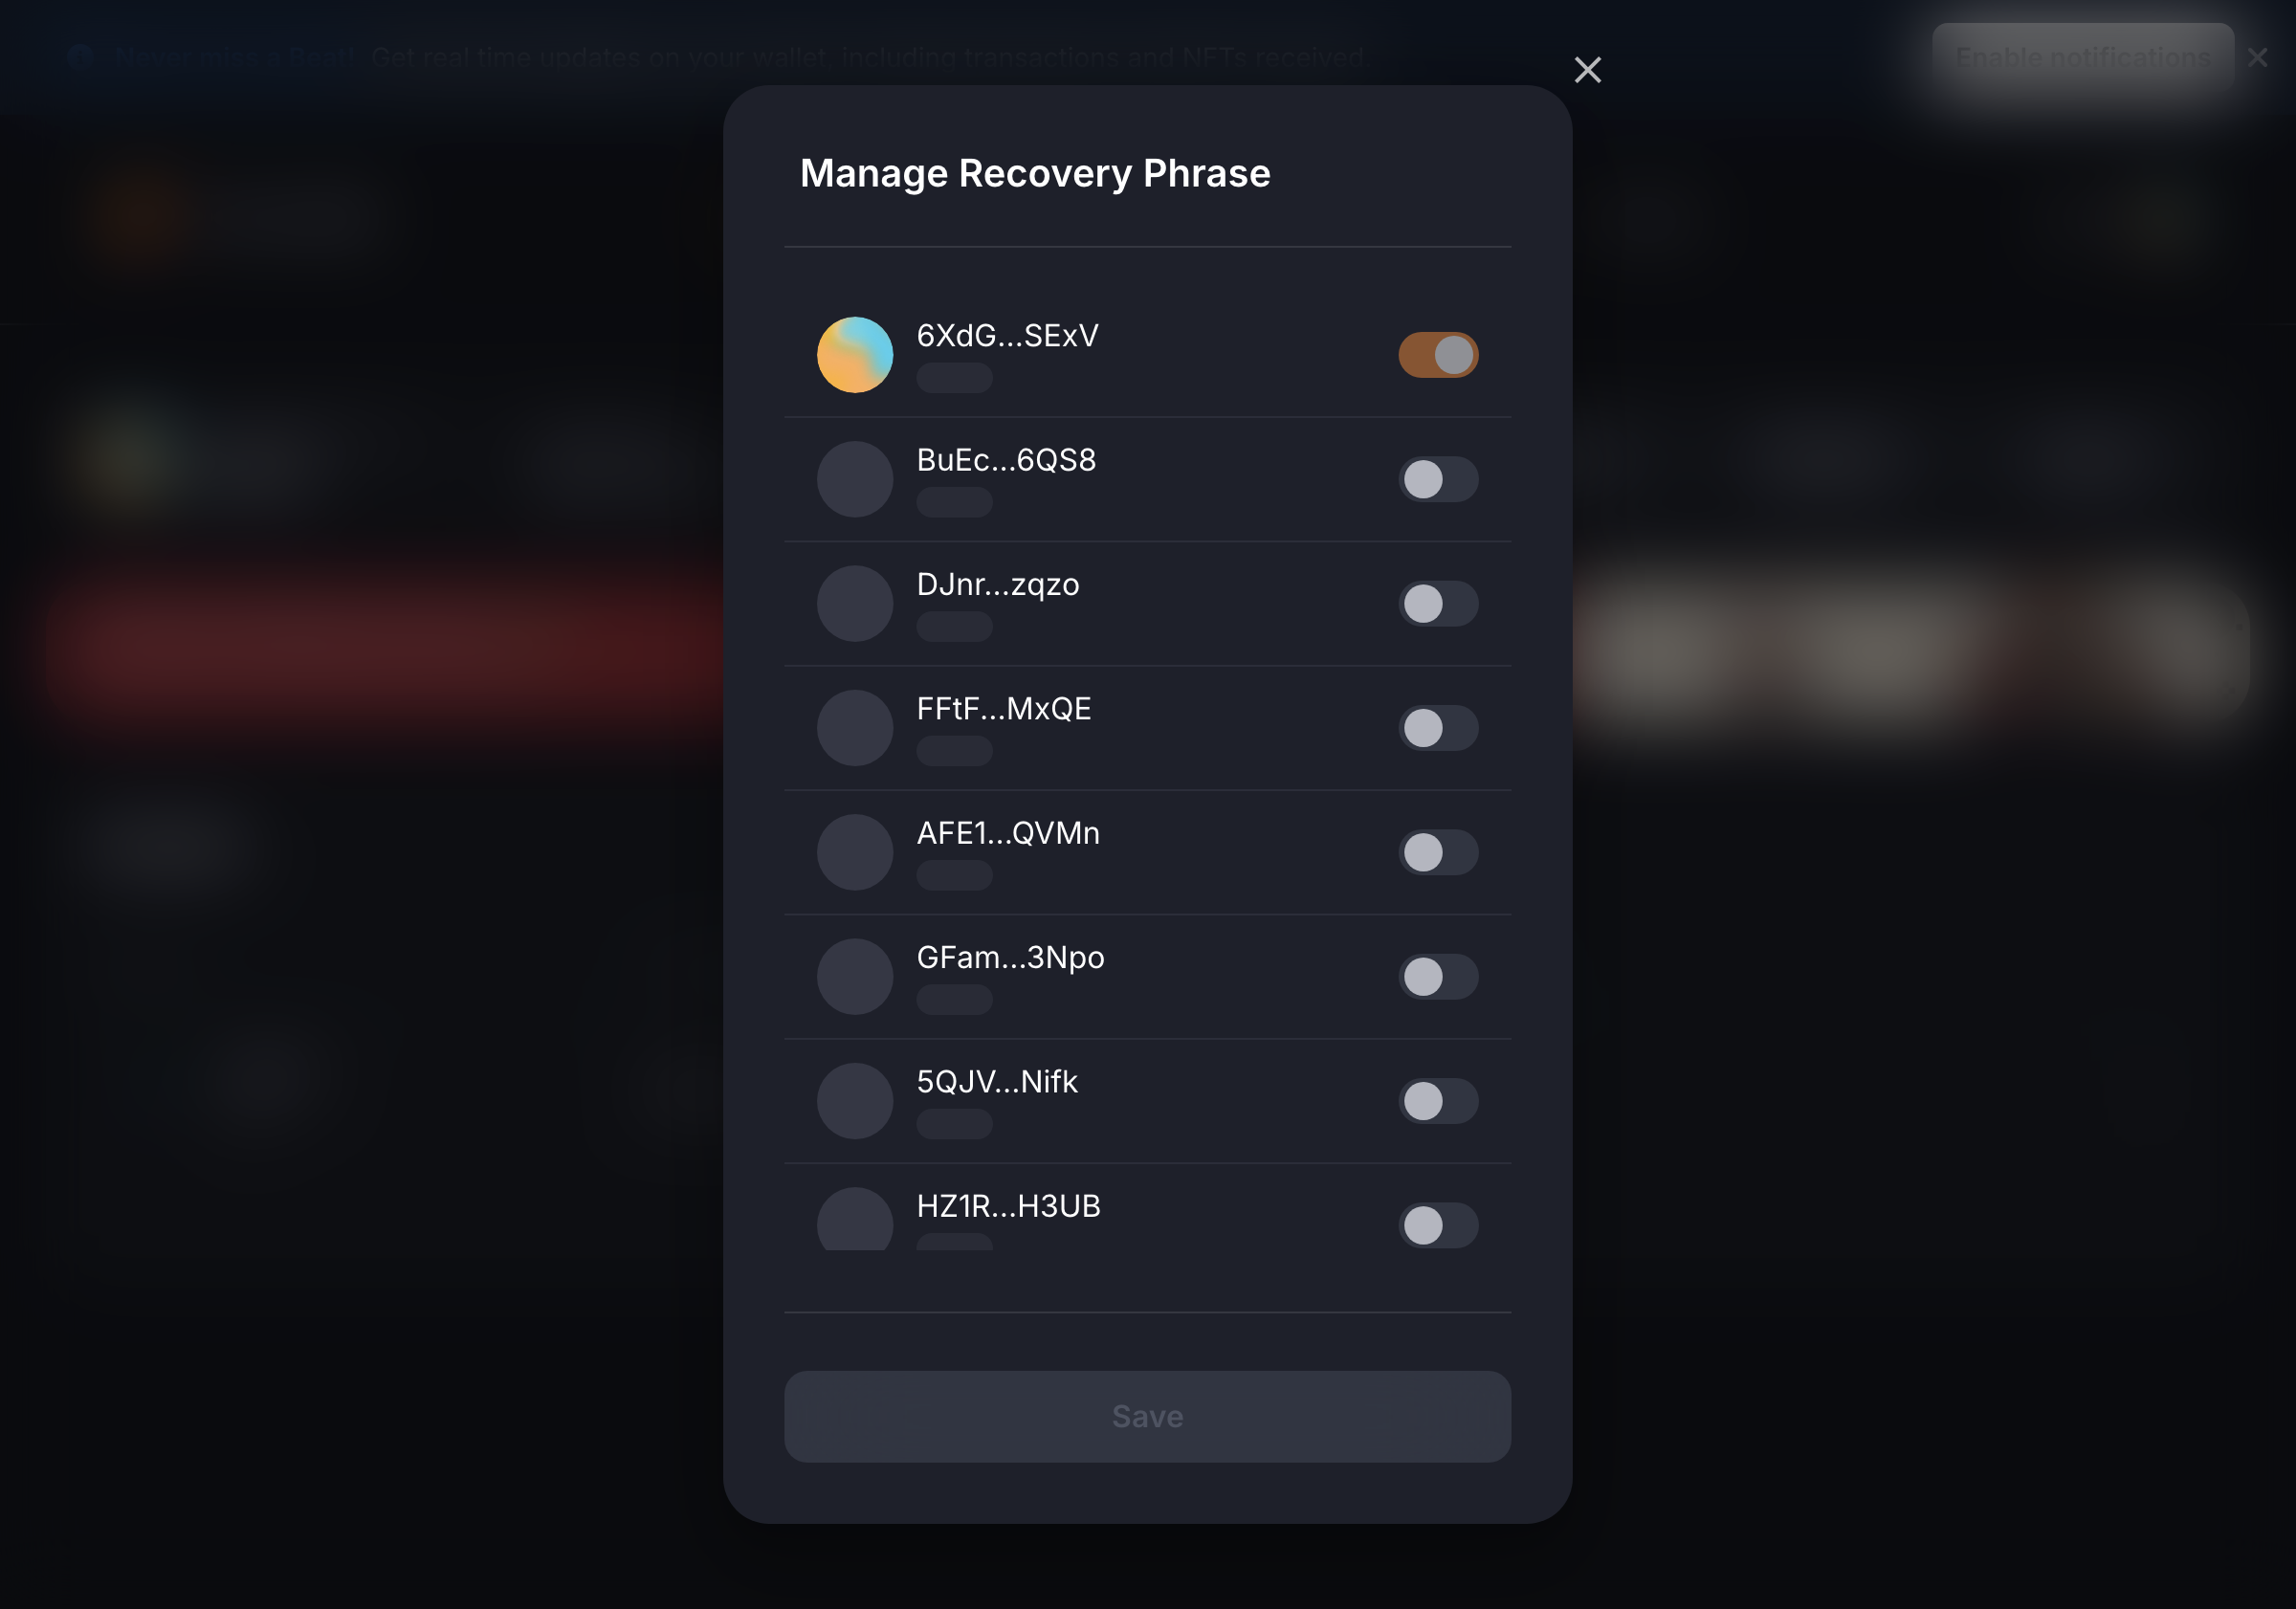 Never miss a Beat! Get real time updates on your wallet, including transactions and NFTs received.
Enable notifications
Manage Recovery Phrase
6XdG...SExV
BuEc...6QS8
DJnr...zqzo
FFtF...MxQE
AFE1...QVMn
GFam...3Npo
5QJV...Nifk
HZ1R...H3UB
Save